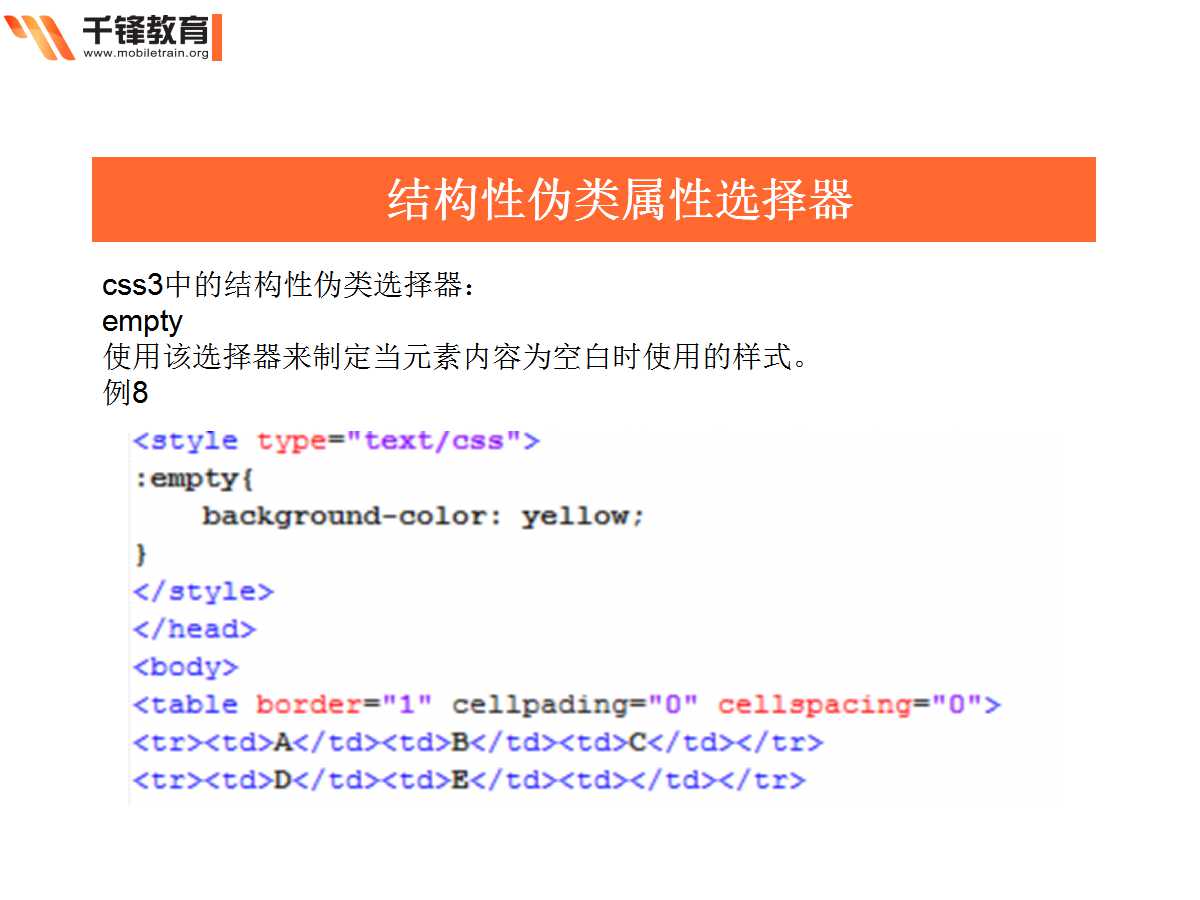 千锋教育
www.mobiletrain.org
结构性伪类属性选择器
css3中的结构性伪类选择器：
empty
使用该选择器来制定当元素内容为空白时使用的样式。
例8
<style type="text/css">
:empty{
    background-color: yellow;
}
</style>
</head>
<body>
<table border="1" cellpading="0" cellspacing="0">
<tr><td>A</td><td>B</td><td>C</td></tr>
<tr><td>D</td><td>E</td><td></td></tr>